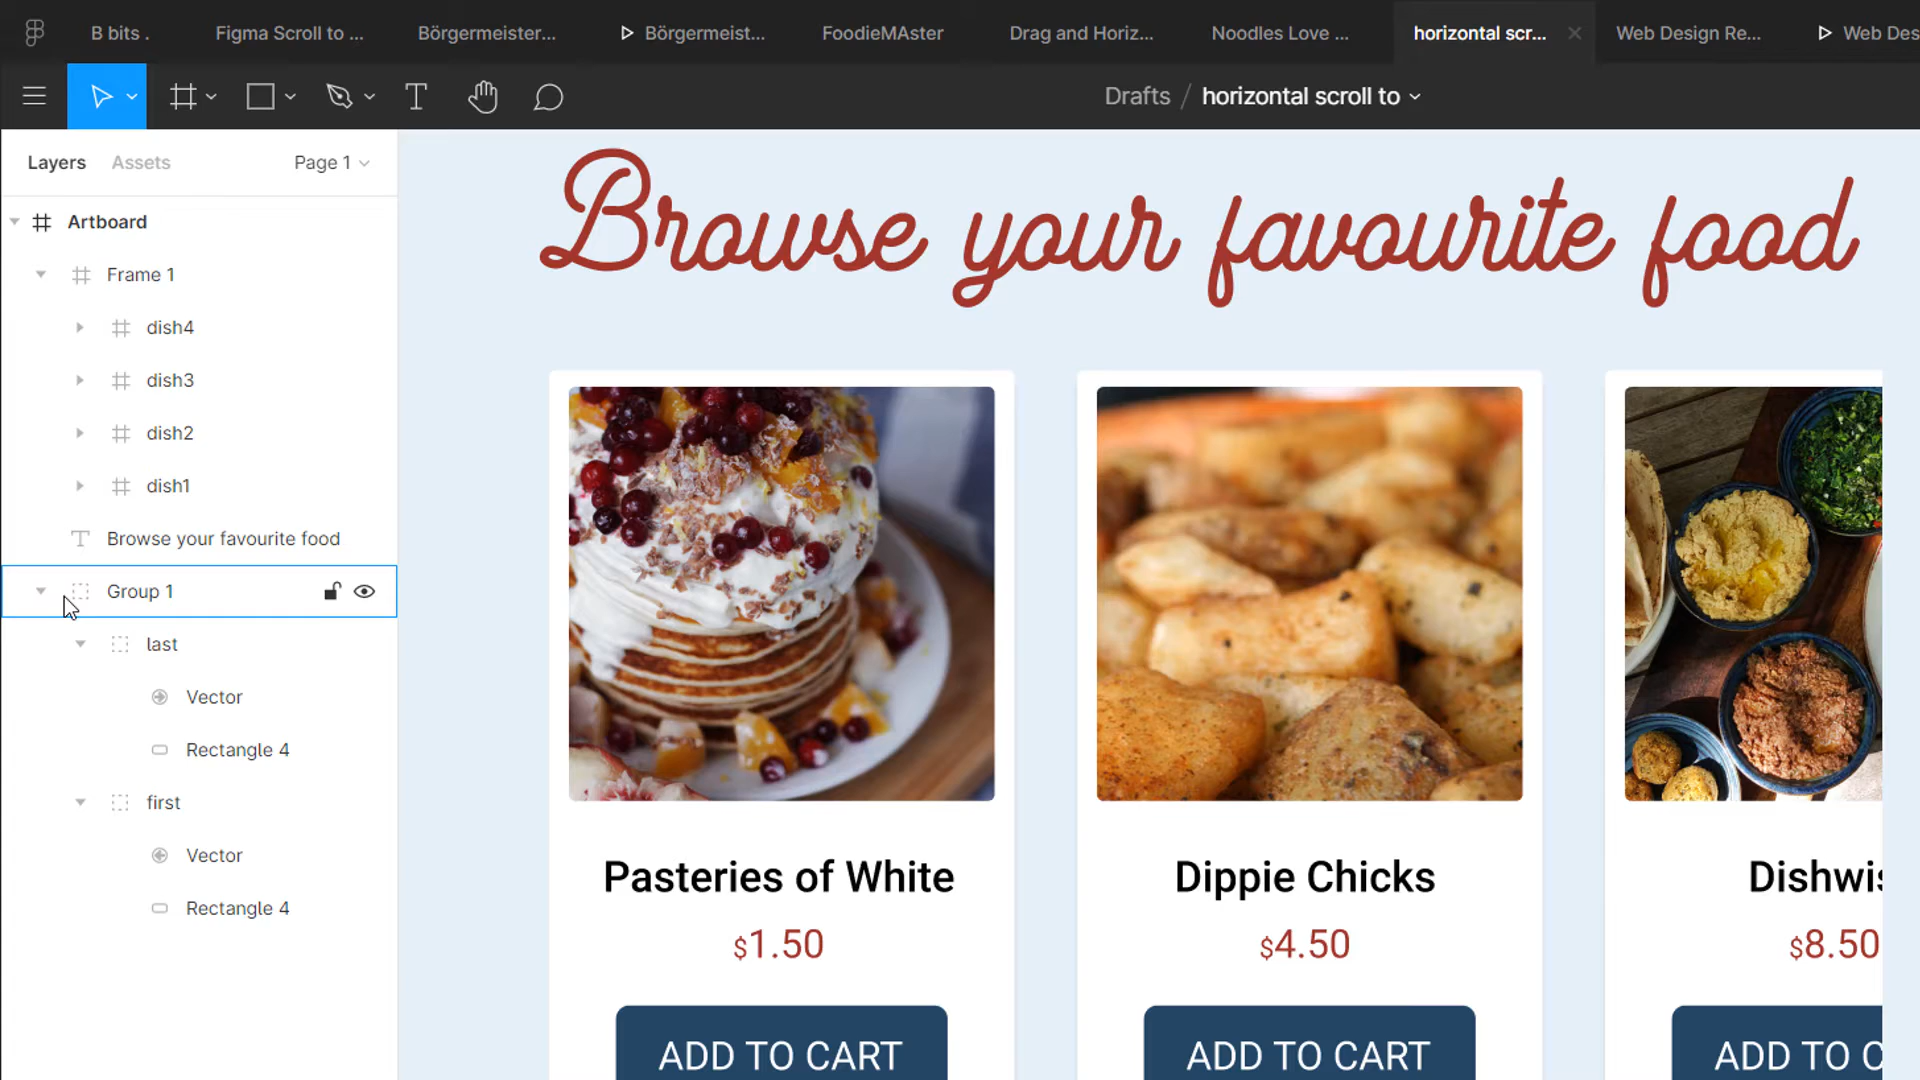 B bits .
Figma Scroll to ...
Börgermeister...
Börgermeist...
FoodieMAster
Drag and Horiz...
Noodles Love ...
horizontal scr...
Web Design Re...
Web Des
Drafts / horizontal scroll to
Layers
Assets
Page 1
Artboard
Frame 1
dish4
dish3
dish2
dish1
Browse your favourite food
Group 1
last
Vector
Rectangle 4
first
Vector
Rectangle 4
Browse your favourite food
Pasteries of White
$1.50
ADD TO CART
Dippie Chicks
$4.50
ADD TO CART
Dishwis
$8.50
ADD TO C